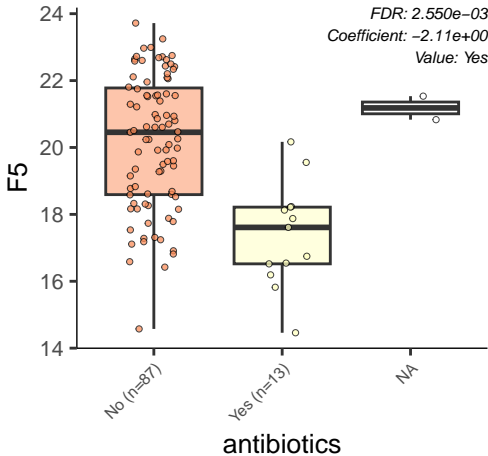 FDR: 2.550e−03
Coefficient: −2.11e+00
Value: Yes
F5
24
22
20
18
16
14
No (n=87)
Yes (n=13)
NA
antibiotics